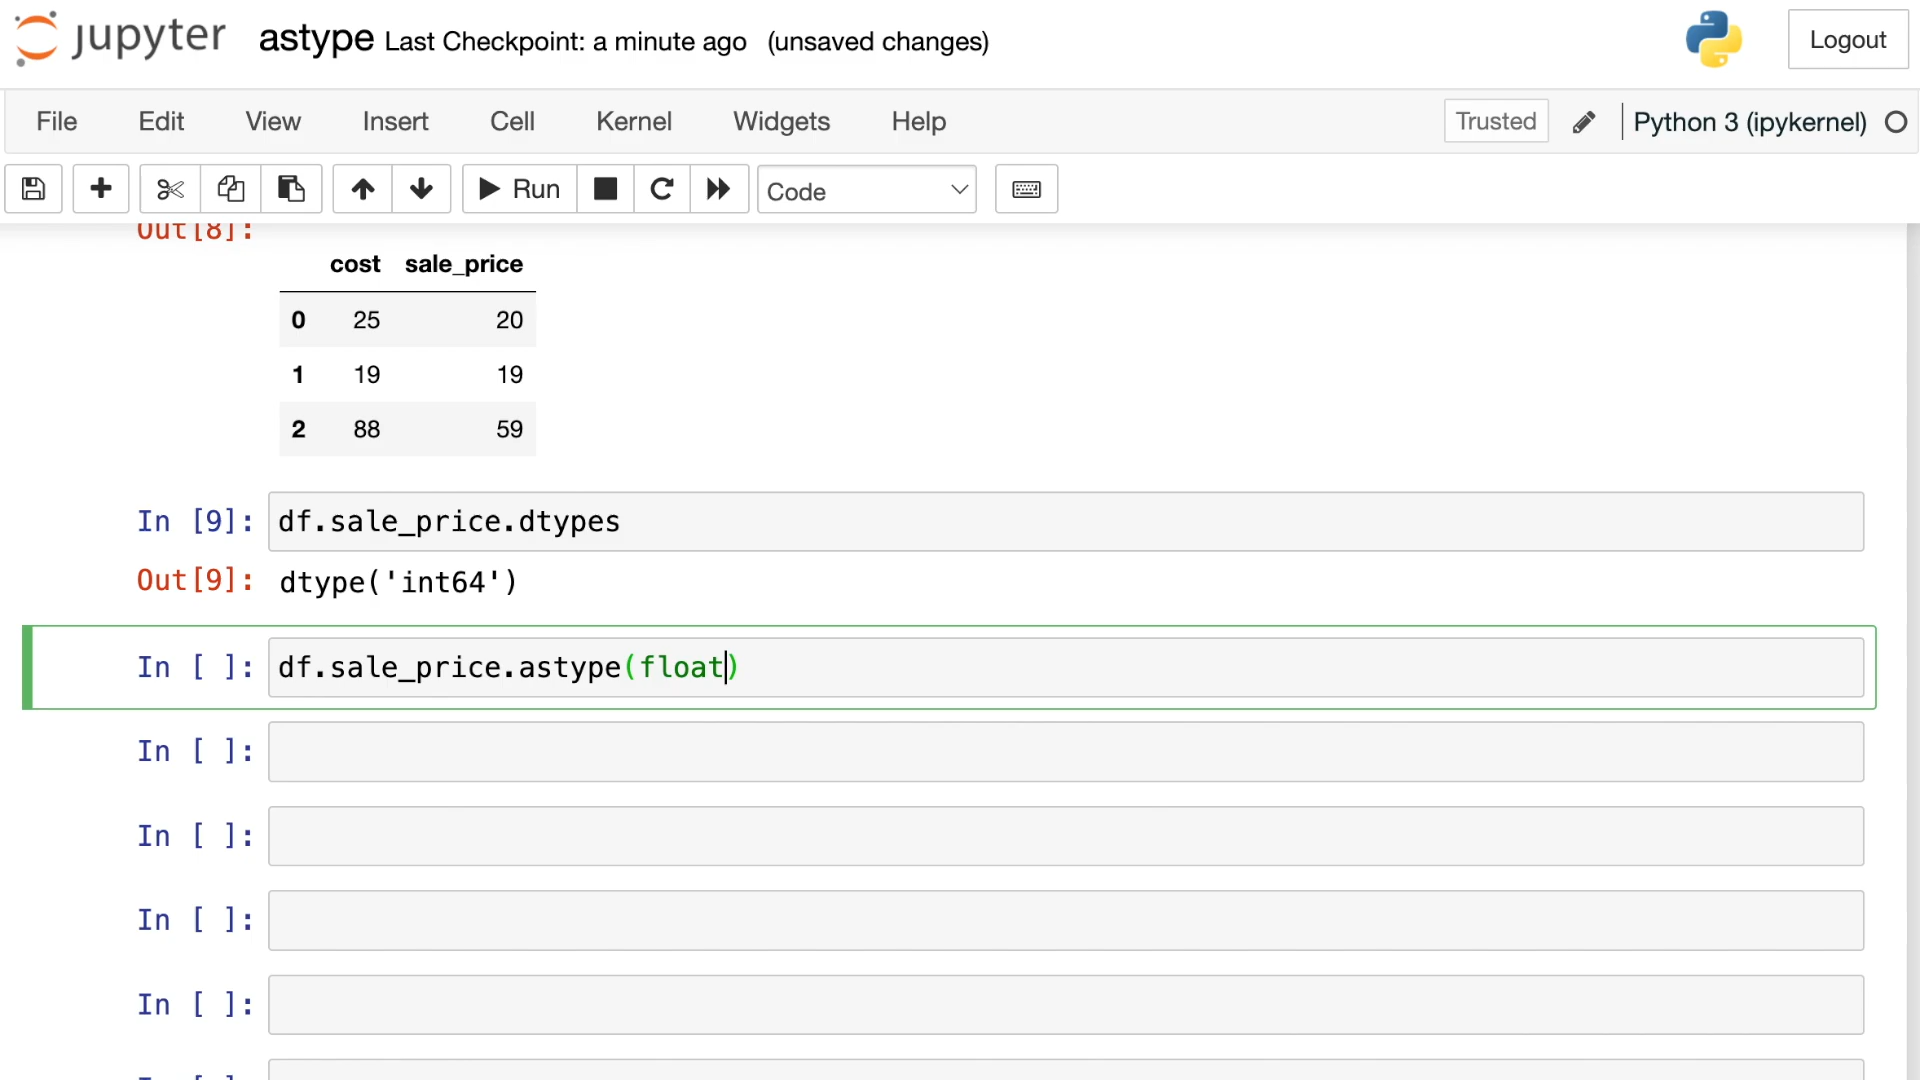 jupyter astype Last Checkpoint: a minute ago (unsaved changes) Logout
File Edit View Insert Cell Kernel Widgets Help Trusted Python 3 (ipykernel)
Run Code
Out[8]:
cost sale_price
0 25 20
1 19 19
2 88 59
In [9]: df.sale_price.dtypes
Out[9]: dtype('int64')
In [ ]: df.sale_price.astype(float)
In [ ]:
In [ ]:
In [ ]:
In [ ]: